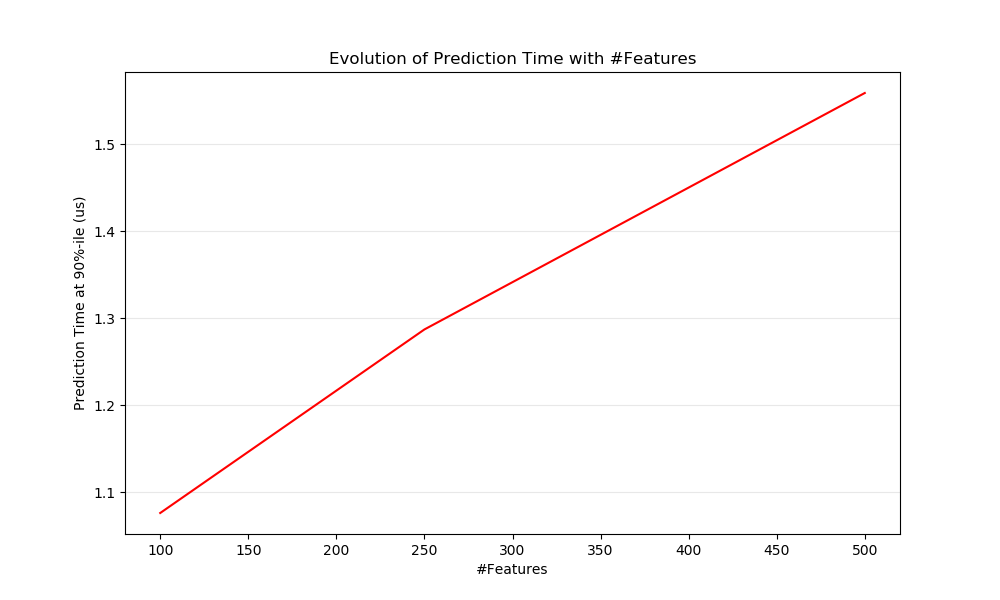 Evolution of Prediction Time with #Features
Prediction Time at 90%-ile (us)
1.5
1.4
1.3
1.2
1.1
100 150 200 250 300 350 400 450 500
#Features